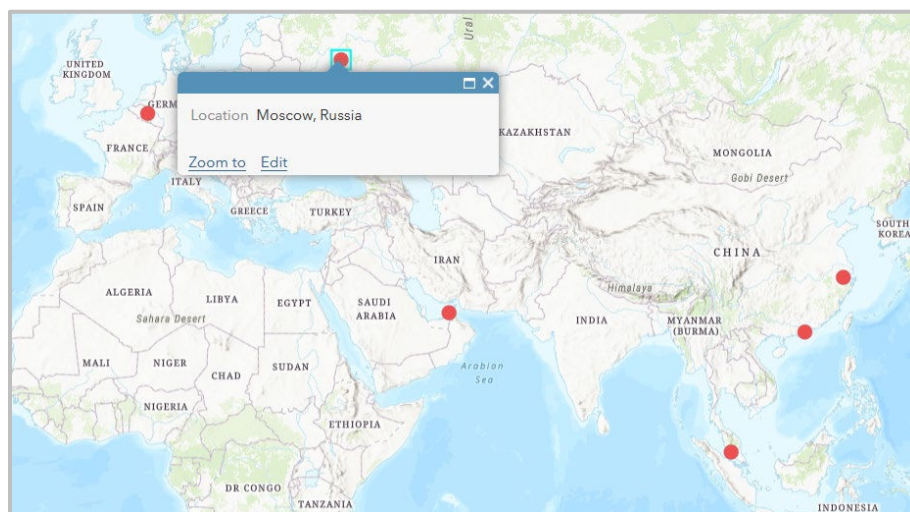 Ural
UNITED
KINGDOM
GERM
Location Moscow, Russia
KAZAKHSTAN
FRANCE
MONGOLIA
Zoom to Edit
Gobi Desert
ITALY
SPAIN
GREECE
TURKEY
SOUTH
KOREA
CHINA
IRAN
Himalaya
ALGERIA
LIBYA
EGYPT
SAUDI
ARABIA
Sahara Desert
INDIA
MYANMAR
(BURMA)
MALI
NIGER
CHAD
SUDAN
Arabian
Sea
NIGERIA
ETHIOPIA
DR CONGO
TANZANIA
INDONESIA